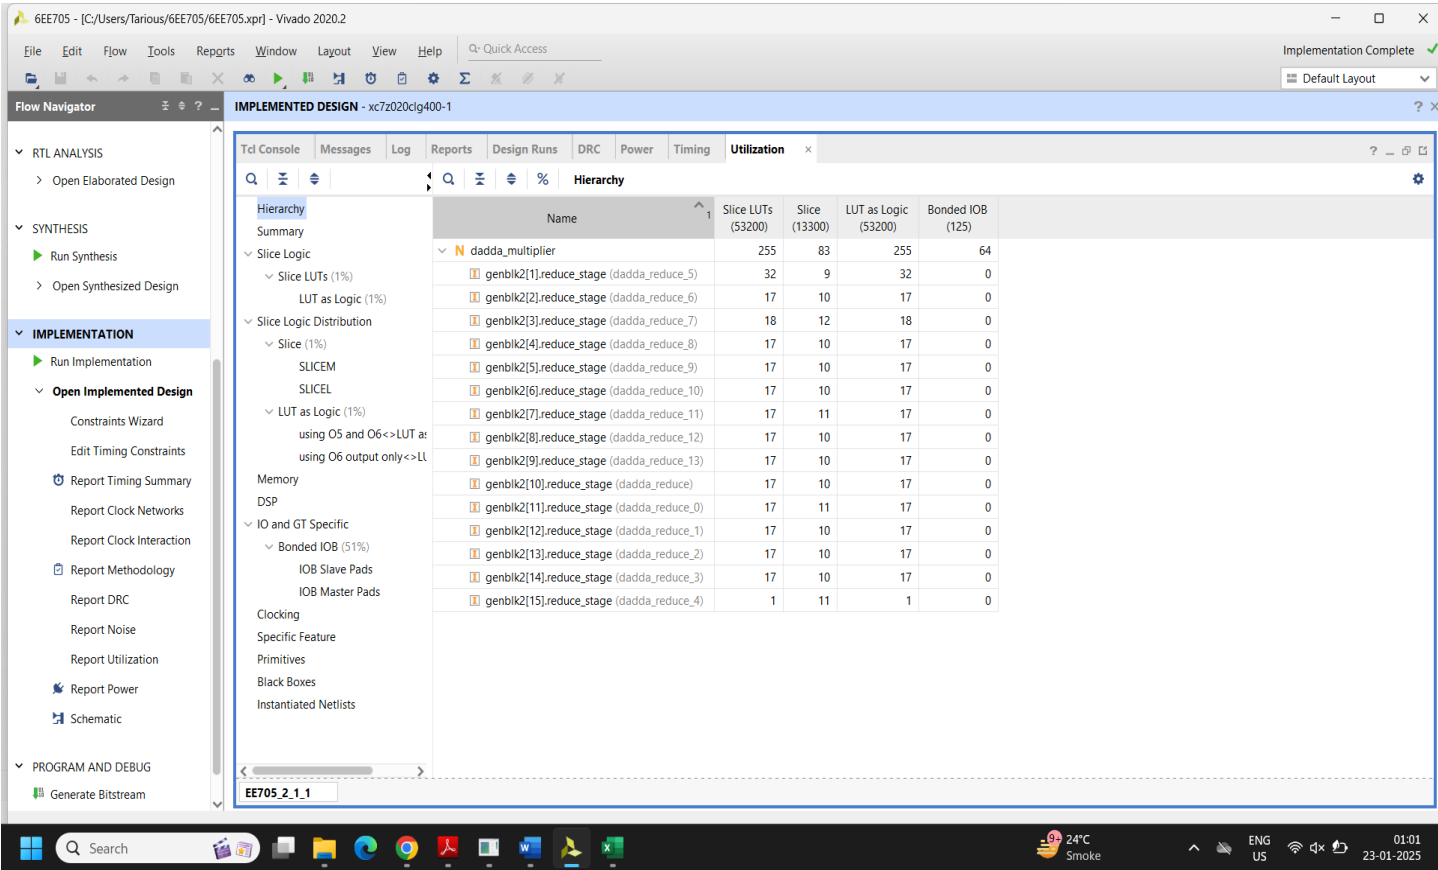 6EE705 - [C:/Users/Tarious/6EE705/6EE705.xpr] - Vivado 2020.2
File Edit Flow Tools Reports Window Layout View Help Quick Access
Implementation Complete
Default Layout
Flow Navigator
IMPLEMENTED DESIGN - xc7z020clg400-1
RTL ANALYSIS
Open Elaborated Design
SYNTHESIS
Run Synthesis
Open Synthesized Design
IMPLEMENTATION
Run Implementation
Open Implemented Design
Constraints Wizard
Edit Timing Constraints
Report Timing Summary
Report Clock Networks
Report Clock Interaction
Report Methodology
Report DRC
Report Noise
Report Utilization
Report Power
Schematic
PROGRAM AND DEBUG
Generate Bitstream
Tcl Console Messages Log Reports Design Runs DRC Power Timing Utilization
Hierarchy
Hierarchy
Summary
Slice Logic
Slice LUTs (1%)
LUT as Logic (1%)
Slice Logic Distribution
Slice (1%)
SLICEM
SLICEL
LUT as Logic (1%)
using O5 and O6<>LUT as
using O6 output only<>LU
Memory
DSP
IO and GT Specific
Bonded IOB (51%)
IOB Slave Pads
IOB Master Pads
Clocking
Specific Feature
Primitives
Black Boxes
Instantiated Netlists
Name 1 Slice LUTs (53200) Slice (13300) LUT as Logic (53200) Bonded IOB (125)
N dadda_multiplier 255 83 255 64
I genblk2[1].reduce_stage (dadda_reduce_5) 32 9 32 0
I genblk2[2].reduce_stage (dadda_reduce_6) 17 10 17 0
I genblk2[3].reduce_stage (dadda_reduce_7) 18 12 18 0
I genblk2[4].reduce_stage (dadda_reduce_8) 17 10 17 0
I genblk2[5].reduce_stage (dadda_reduce_9) 17 10 17 0
I genblk2[6].reduce_stage (dadda_reduce_10) 17 10 17 0
I genblk2[7].reduce_stage (dadda_reduce_11) 17 11 17 0
I genblk2[8].reduce_stage (dadda_reduce_12) 17 10 17 0
I genblk2[9].reduce_stage (dadda_reduce_13) 17 10 17 0
I genblk2[10].reduce_stage (dadda_reduce) 17 10 17 0
I genblk2[11].reduce_stage (dadda_reduce_0) 17 11 17 0
I genblk2[12].reduce_stage (dadda_reduce_1) 17 10 17 0
I genblk2[13].reduce_stage (dadda_reduce_2) 17 10 17 0
I genblk2[14].reduce_stage (dadda_reduce_3) 17 10 17 0
I genblk2[15].reduce_stage (dadda_reduce_4) 1 11 1 0
EE705_2_1_1
Search
9+
24°C
Smoke
ENG
US
01:01
23-01-2025